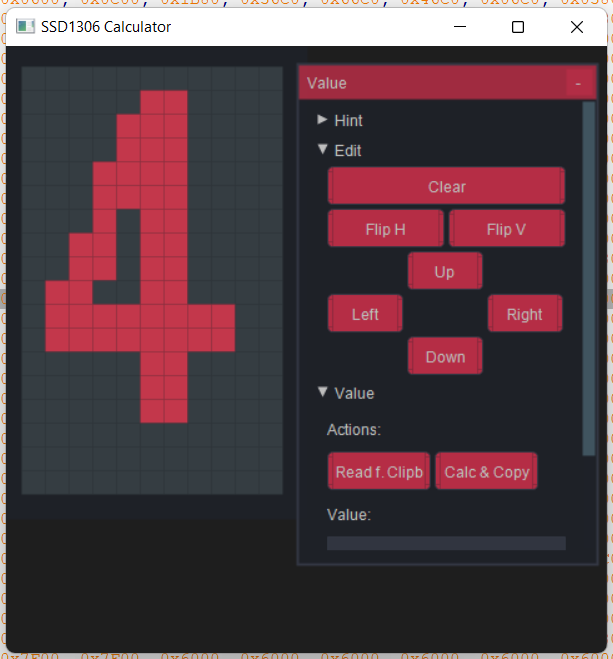 SSD1306 Calculator
Value -
Hint
Edit
Clear
Flip H Flip V
Up
Left Right
Down
Value
Actions:
Read f. Clipb Calc & Copy
Value: